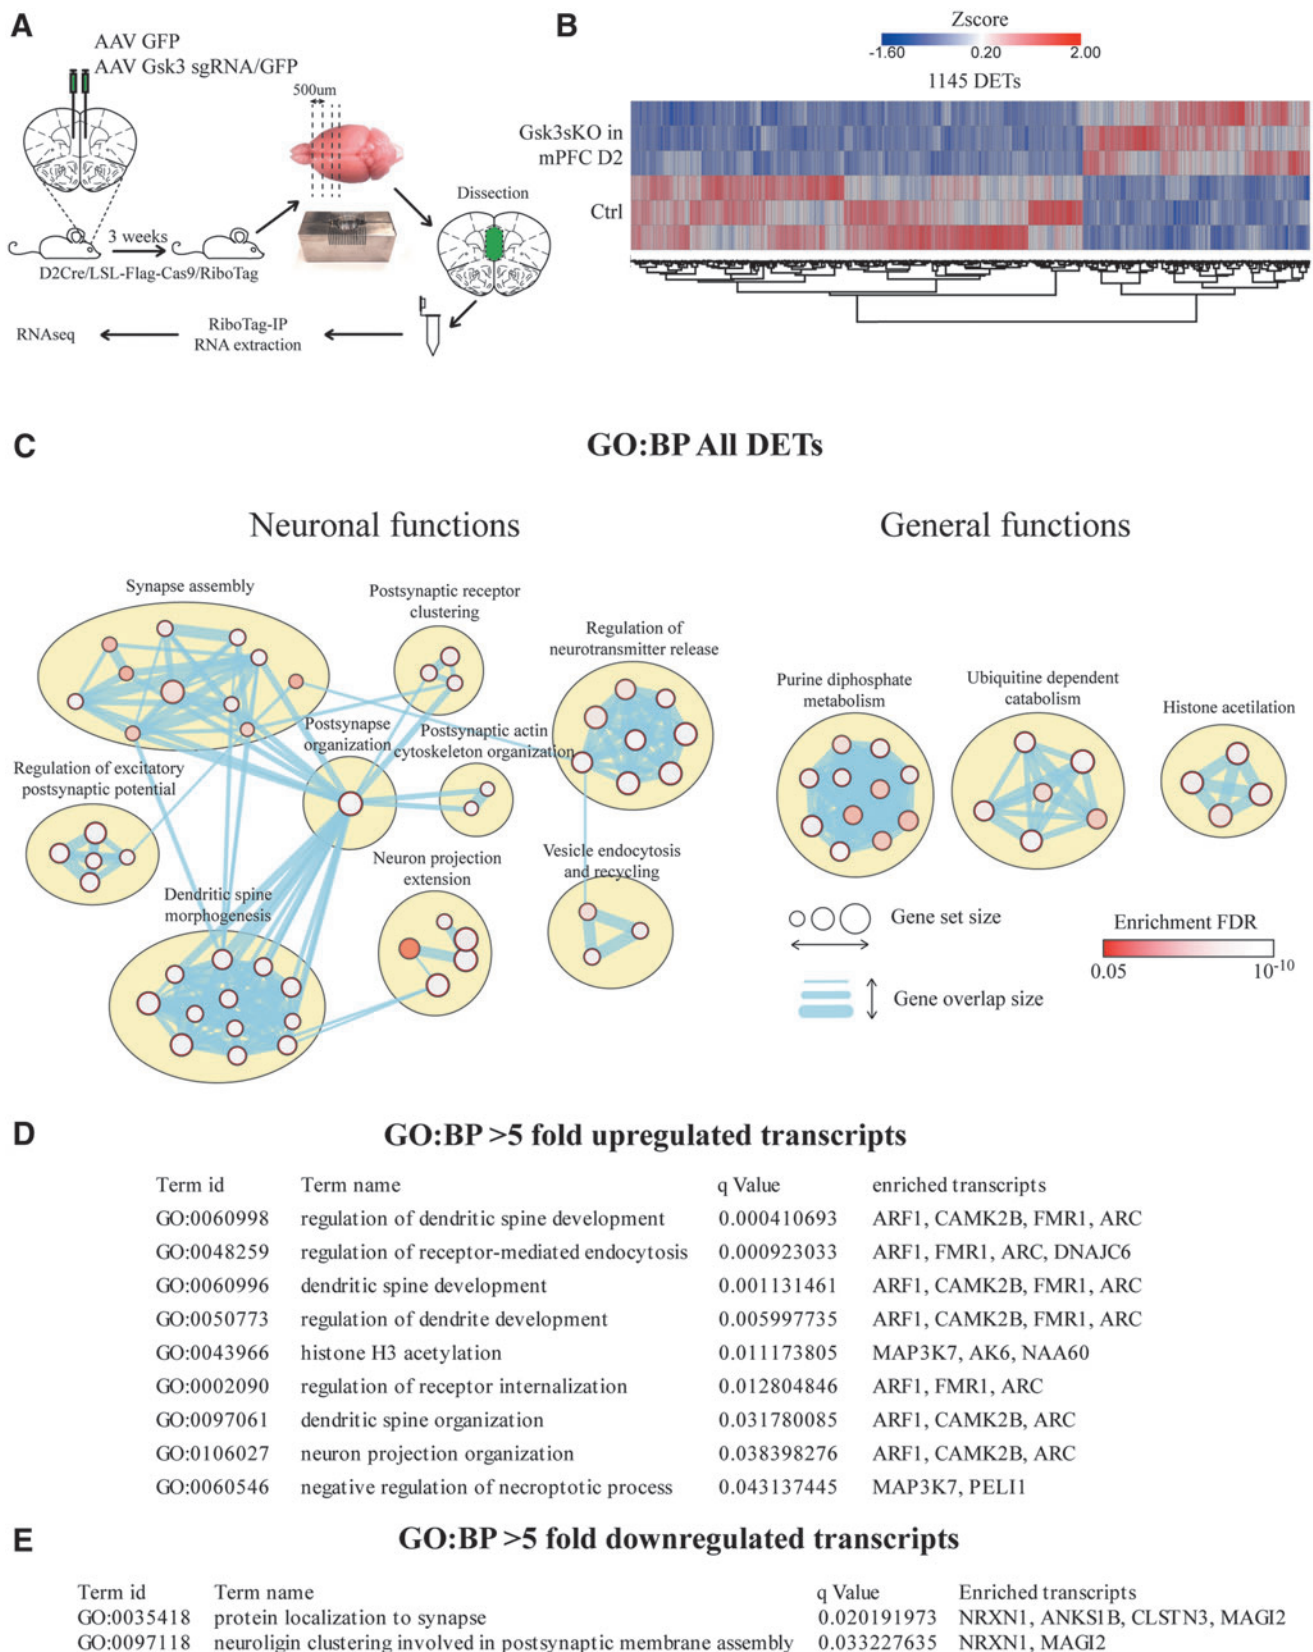 A
AAV GFP
AAV Gsk3 sgRNA/GFP
500um
Dissection
3 weeks
D2Cre/LSL-Flag-Cas9/RiboTag
RiboTag-IP
RNA extraction
RNAseq
B
Zscore
-1.60 0.20 2.00
1145 DETs
Gsk3sKO in
mPFC D2
Ctrl
C
GO:BP All DETs
Neuronal functions
General functions
Synapse assembly
Postsynaptic receptor
clustering
Regulation of
neurotransmitter release
Postsynapse
organization
Postsynaptic actin
cytoskeleton organization
Regulation of excitatory
postsynaptic potential
Neuron projection
extension
Vesicle endocytosis
and recycling
Dendritic spine
morphogenesis
Purine diphosphate
metabolism
Ubiquitine dependent
catabolism
Histone acetilation
Gene set size
Gene overlap size
Enrichment FDR
0.05 10-10
D
GO:BP >5 fold upregulated transcripts
Term id Term name q Value enriched transcripts
GO:0060998 regulation of dendritic spine development 0.000410693 ARF1, CAMK2B, FMR1, ARC
GO:0048259 regulation of receptor-mediated endocytosis 0.000923033 ARF1, FMR1, ARC, DNAJC6
GO:0060996 dendritic spine development 0.001131461 ARF1, CAMK2B, FMR1, ARC
GO:0050773 regulation of dendrite development 0.005997735 ARF1, CAMK2B, FMR1, ARC
GO:0043966 histone H3 acetylation 0.011173805 MAP3K7, AK6, NAA60
GO:0002090 regulation of receptor internalization 0.012804846 ARF1, FMR1, ARC
GO:0097061 dendritic spine organization 0.031780085 ARF1, CAMK2B, ARC
GO:0106027 neuron projection organization 0.038398276 ARF1, CAMK2B, ARC
GO:0060546 negative regulation of necroptotic process 0.043137445 MAP3K7, PELI1
E
GO:BP >5 fold downregulated transcripts
Term id Term name q Value Enriched transcripts
GO:0035418 protein localization to synapse 0.020191973 NRXN1, ANKS1B, CLSTN3, MAGI2
GO:0097118 neuroligin clustering involved in postsynaptic membrane assembly 0.033227635 NRXN1, MAGI2